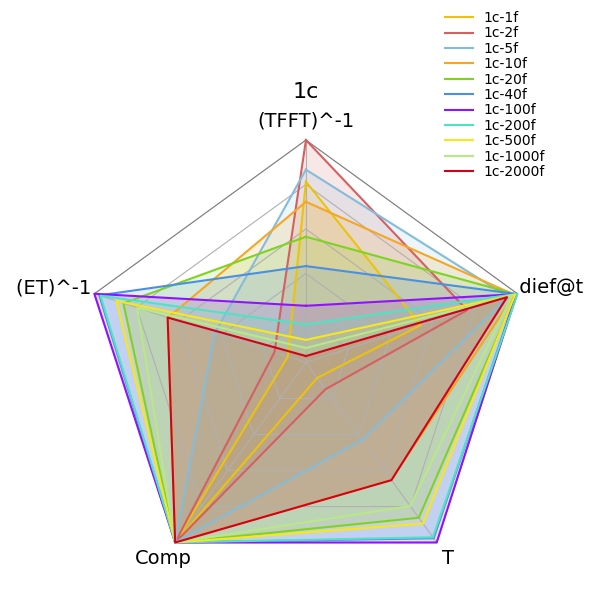 1c-1f
1c-2f
1c-5f
1c-10f
1c-20f
1c-40f
1c-100f
1c-200f
1c-500f
1c-1000f
1c-2000f
1c
(TFFT)^-1
(ET)^-1
dief@t
Comp
T